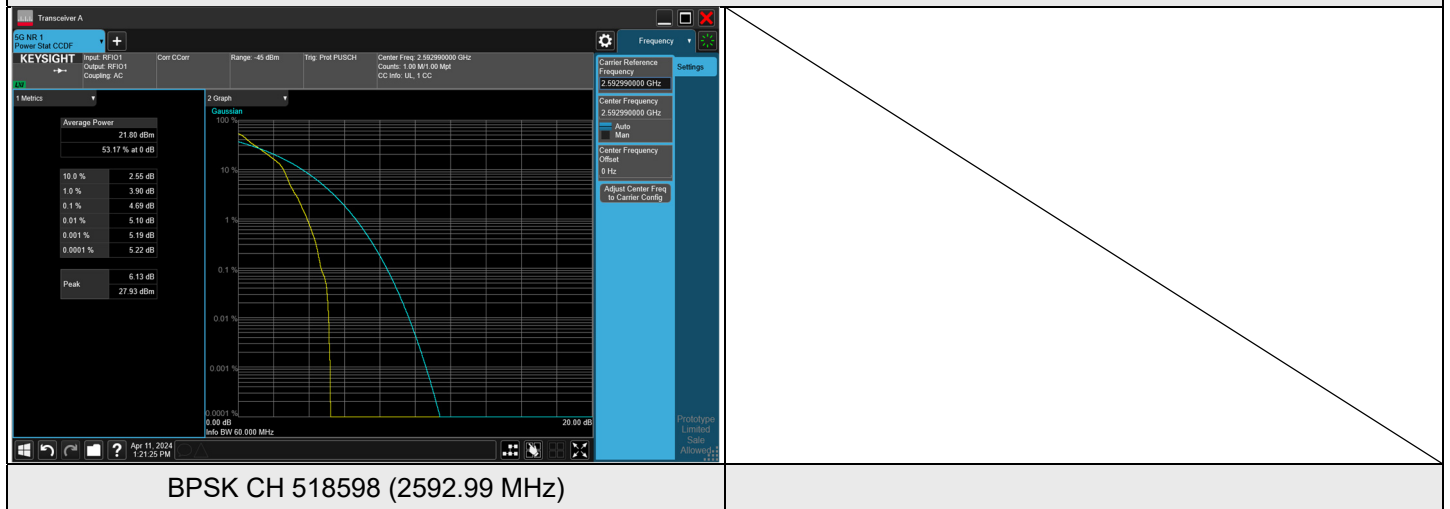 Transceiver A
5G NR 1
Power Stat CCDF
+
Frequency
KEYSIGHT
Input: RFIO1
Output: RFIO1
Coupling: AC
Corr CCorr
Range: -45 dBm
Trig: Prot PUSCH
Center Freq: 2.592990000 GHz
Counts: 1.00 M/1.00 Mpt
CC Info: UL, 1 CC
Carrier Reference
Frequency
2.592990000 GHz
Settings
Center Frequency
2.592990000 GHz
Auto
Man
Center Frequency
Offset
0 Hz
Adjust Center Freq
to Carrier Config
1 Metrics
Average Power
21.80 dBm
53.17 % at 0 dB
10.0 % 2.55 dB
1.0 % 3.90 dB
0.1 % 4.69 dB
0.01 % 5.10 dB
0.001 % 5.19 dB
0.0001 % 5.22 dB
Peak
6.13 dB
27.93 dBm
2 Graph
Gaussian
100 %
10 %
1 %
0.1 %
0.01 %
0.001 %
0.0001 %
0.00 dB 20.00 dB
Info BW 60.000 MHz
Prototype
Limited
Sale
Allowed
?
Apr 11, 2024
1:21:25 PM
BPSK CH 518598 (2592.99 MHz)